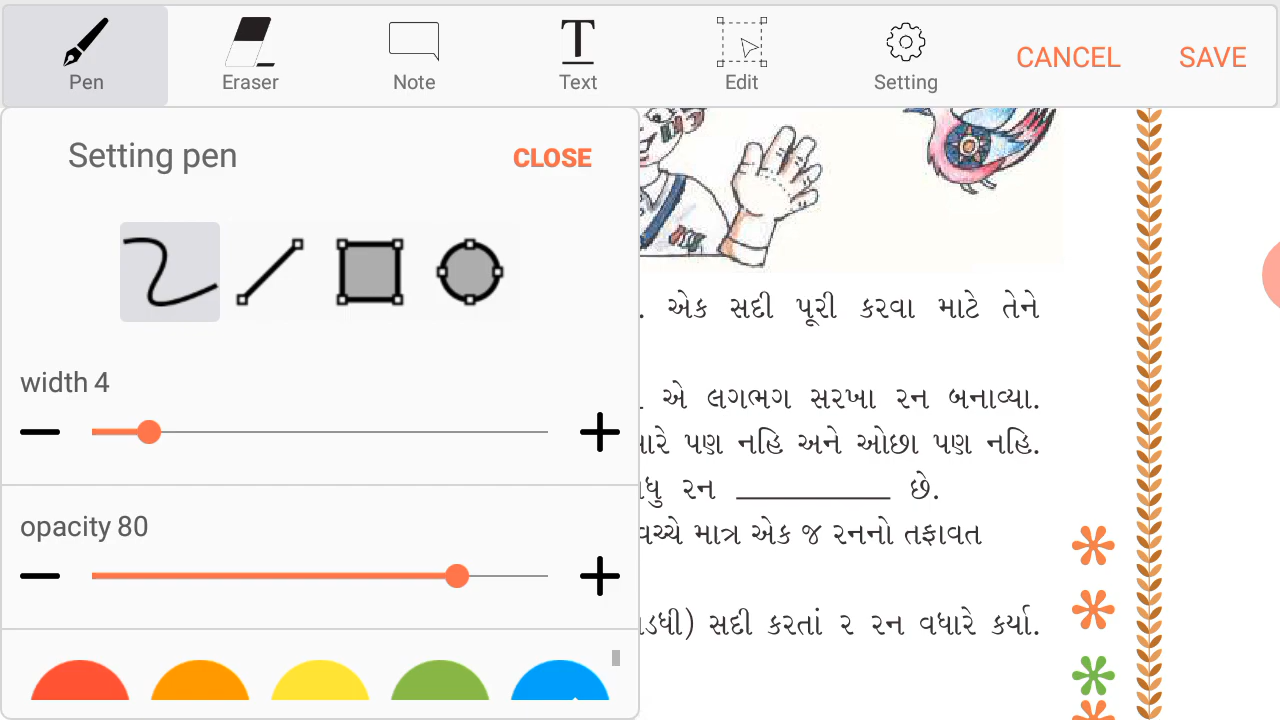 Pen
Eraser
Note
Text
Edit
Setting
CANCEL
SAVE
Setting pen
CLOSE
width 4
opacity 80
એક સદી પૂરી કરવા માટે તેને
એ લગભગ સરખા રન બનાવ્યા.
પણ નહિ અને ઓછા પણ નહિ.
રન __________ છે.
માત્ર એક જ રનનો તફાવત
સદી કરતાં ૨ રન વધારે કર્યા.